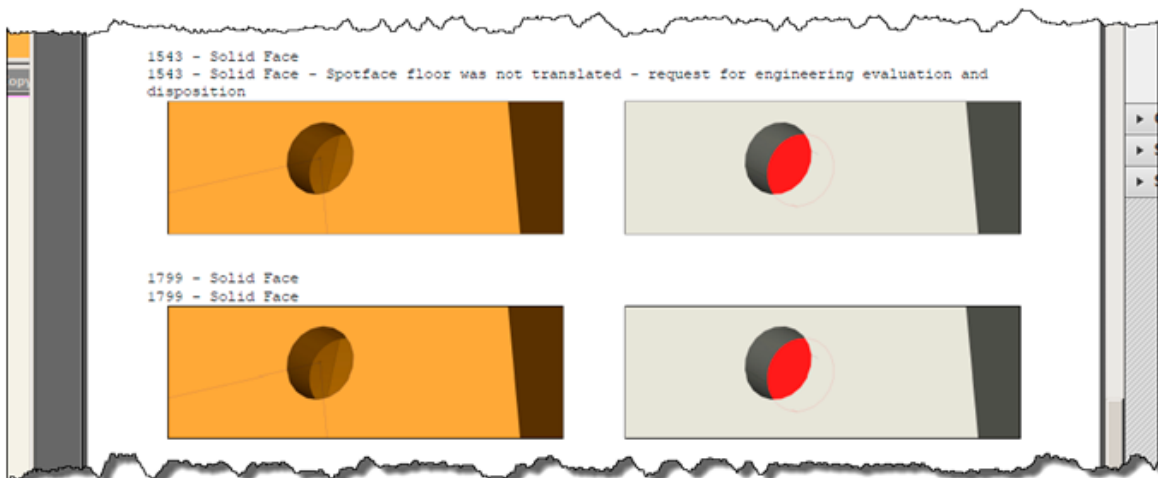 1543 - Solid Face
1543 - Solid Face - Spotface floor was not translated - request for engineering evaluation and
disposition
1799 - Solid Face
1799 - Solid Face